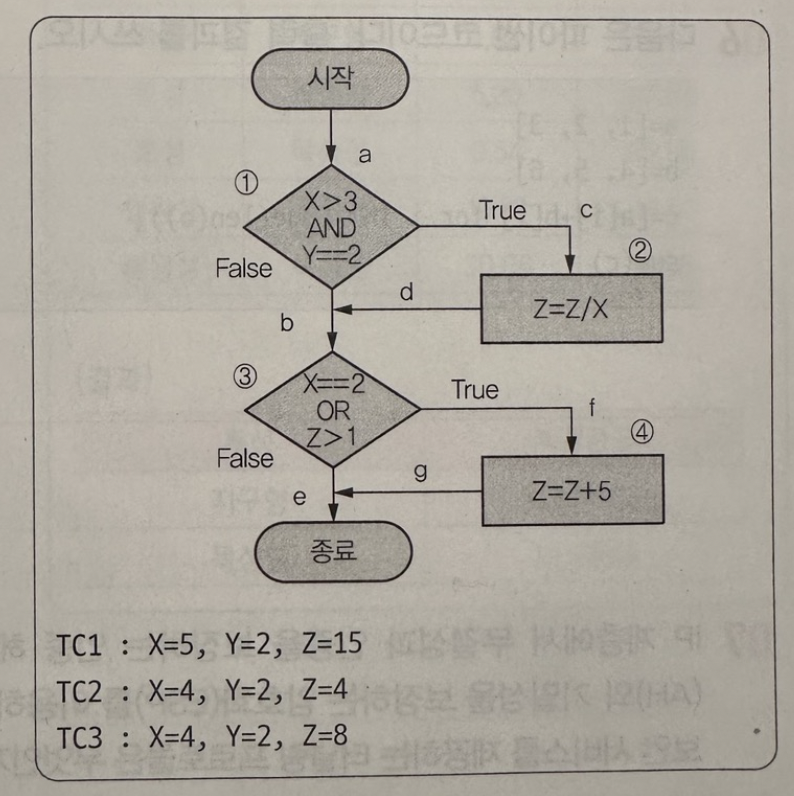 시작
a
①
X>3
AND
Y==2
True
c
②
False
Z=Z/X
d
b
③
X==2
OR
Z>1
True
f
④
False
Z=Z+5
g
e
종료
TC1 : X=5, Y=2, Z=15
TC2 : X=4, Y=2, Z=4
TC3 : X=4, Y=2, Z=8